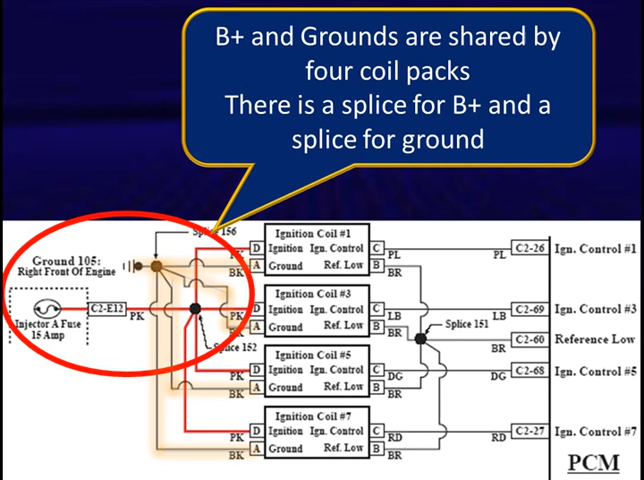 B+ and Grounds are shared by
four coil packs
There is a splice for B+ and a
splice for ground
Splice 156
Ground 105:
Right Front Of Engine
Injector A Fuse
15 Amp
C2-E12
PK
Splice 152
PK
D
Ignition Coil #1
Ignition Ign. Control
C
PL
PL
C2-26
Ign. Control #1
BK
A
Ground Ref. Low
B
BR
Ignition Coil #3
PK
D
Ignition Ign. Control
C
LB
LB
C2-69
Ign. Control #3
BK
A
Ground Ref. Low
B
BR
Splice 151
BR
C2-60
Reference Low
Ignition Coil #5
PK
D
Ignition Ign. Control
C
DG
DG
C2-68
Ign. Control #5
BK
A
Ground Ref. Low
B
BR
Ignition Coil #7
PK
D
Ignition Ign. Control
C
RD
RD
C2-27
Ign. Control #7
BK
A
Ground Ref. Low
B
BR
PCM